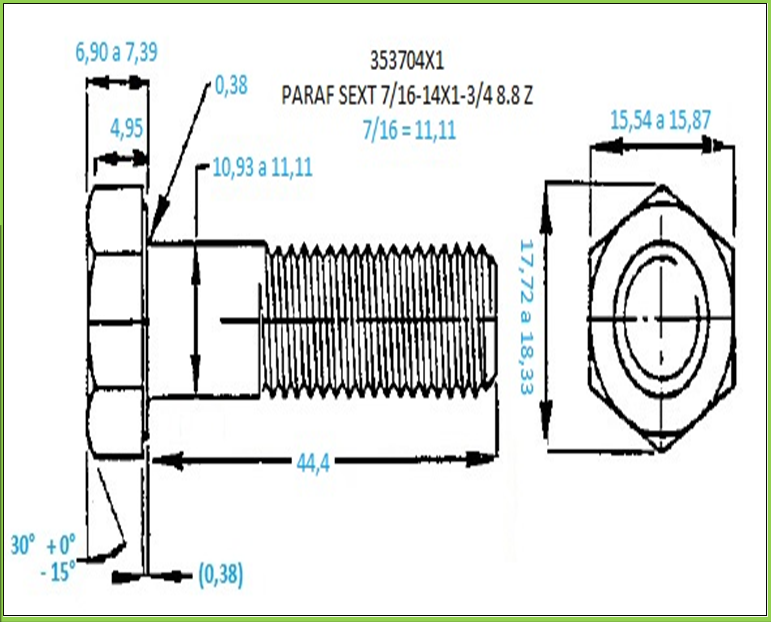 6,90 a 7,39
353704X1
0,38
PARAF SEXT 7/16-14X1-3/4 8.8 Z
4,95
7/16 = 11,11
15,54 a 15,87
10,93 a 11,11
17,72 a 18,33
44,4
30° + 0°
- 15°
(0,38)